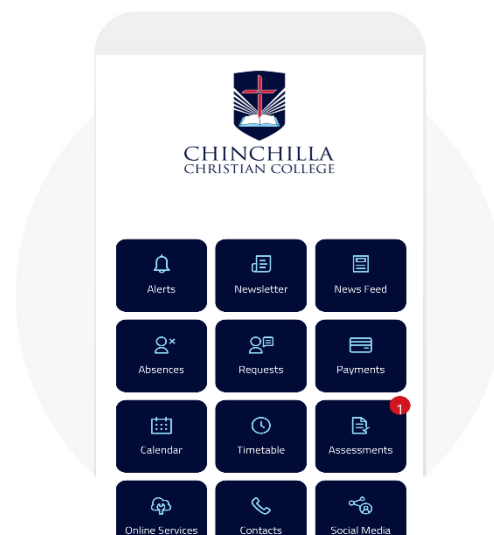 CHINCHILLA
CHRISTIAN COLLEGE
Alerts Newsletter News Feed
Absences Requests Payments
1
Calendar Timetable Assessments
Online Services Contacts Social Media